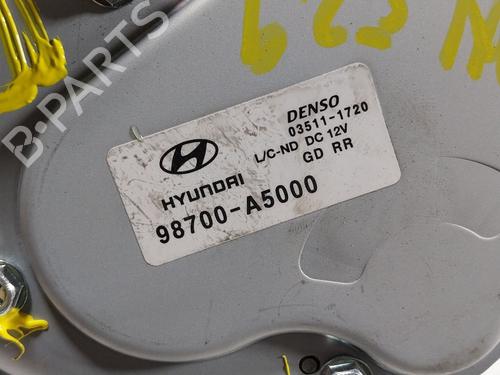 DENSO
03511-1720
L/C-ND DC 12V
GD RR
HYUNDAI
98700-A5000
B-PARTS